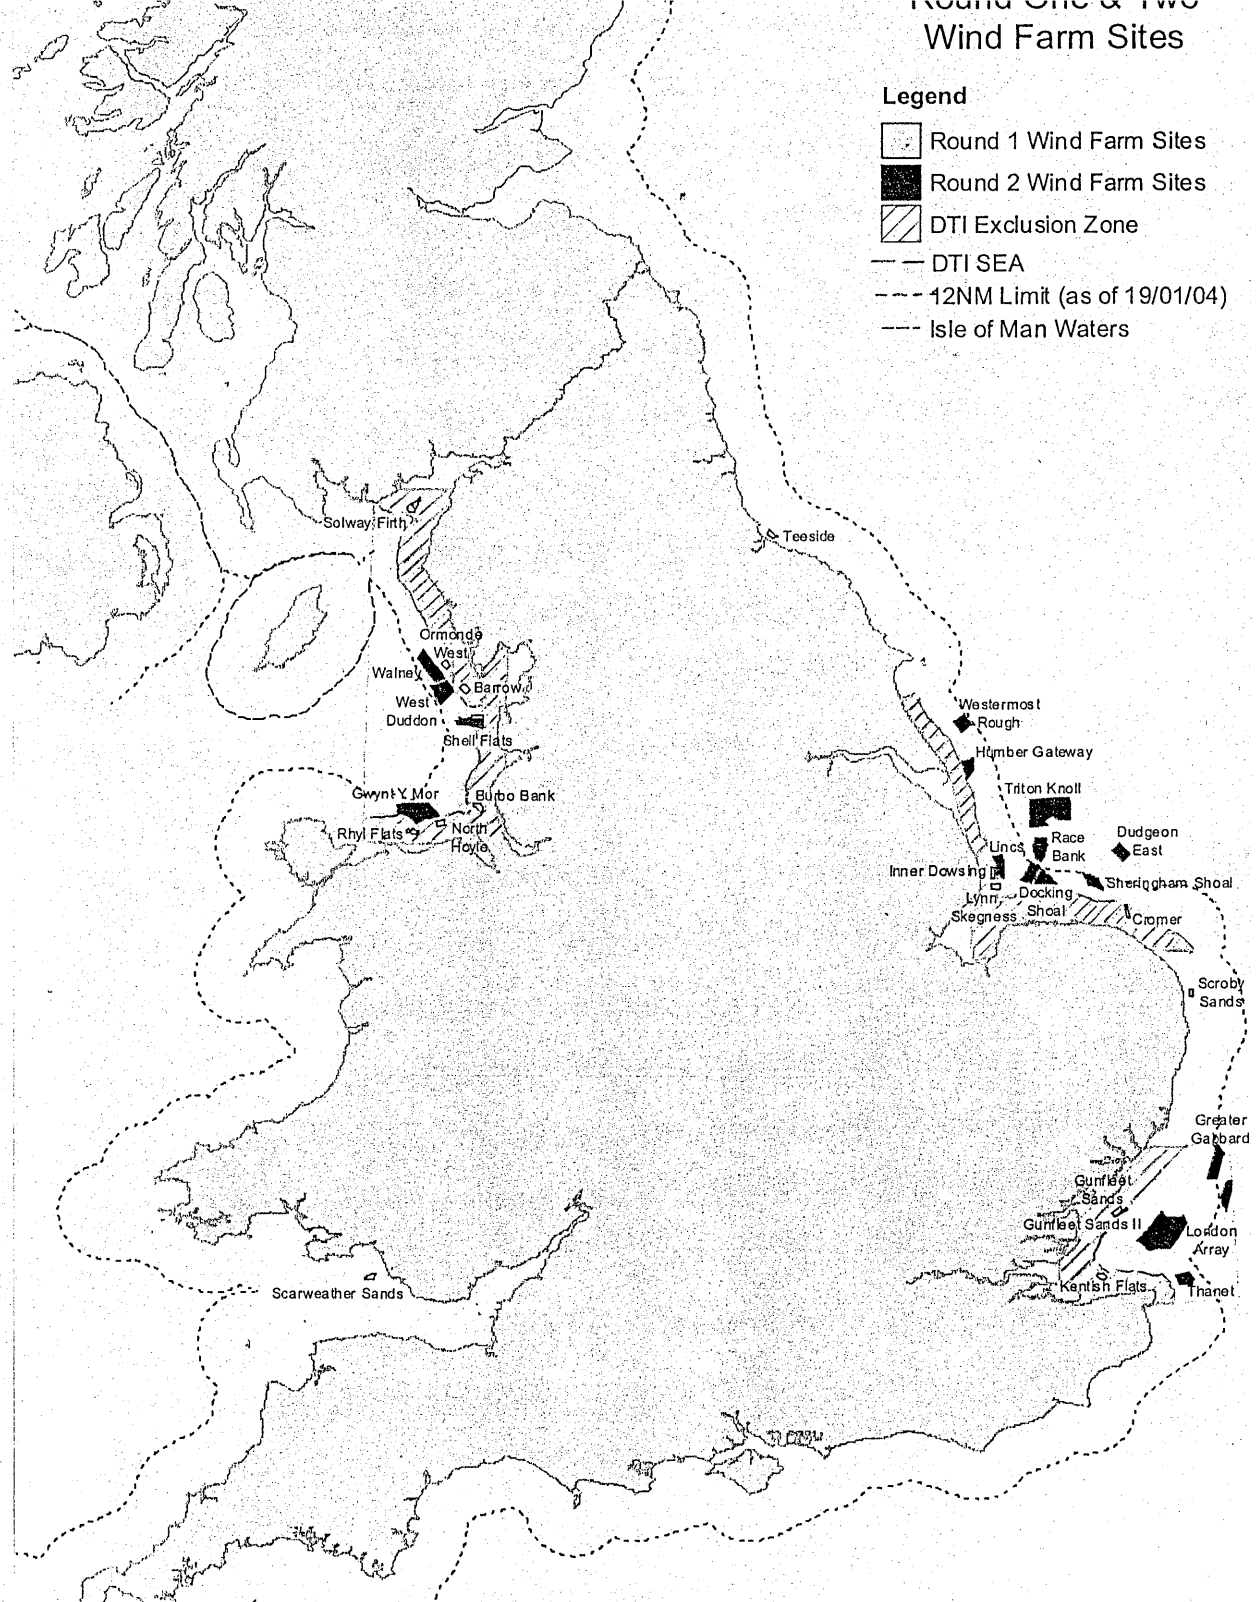 Round One & Two
Wind Farm Sites
Legend
Round 1 Wind Farm Sites
Round 2 Wind Farm Sites
DTI Exclusion Zone
DTI SEA
12NM Limit (as of 19/01/04)
Isle of Man Waters
Solway Firth
Teeside
Ormonde
West
Walney
Barrow
West
Duddon
Shell Flats
Westermost
Rough
Humber Gateway
Triton Knoll
Gwynt Y Mor
Burbo Bank
Rhyl Flats
North
Hoyle
Lincs
Race
Bank
Dudgeon
East
Inner Dowsing
Sheringham Shoal
Lynn
Docking
Shoal
Skegness
Cromer
Scroby
Sands
Greater
Gabbard
Gunfleet
Sands
Gunfleet Sands II
London
Array
Kentish Flats
Thanet
Scarweather Sands